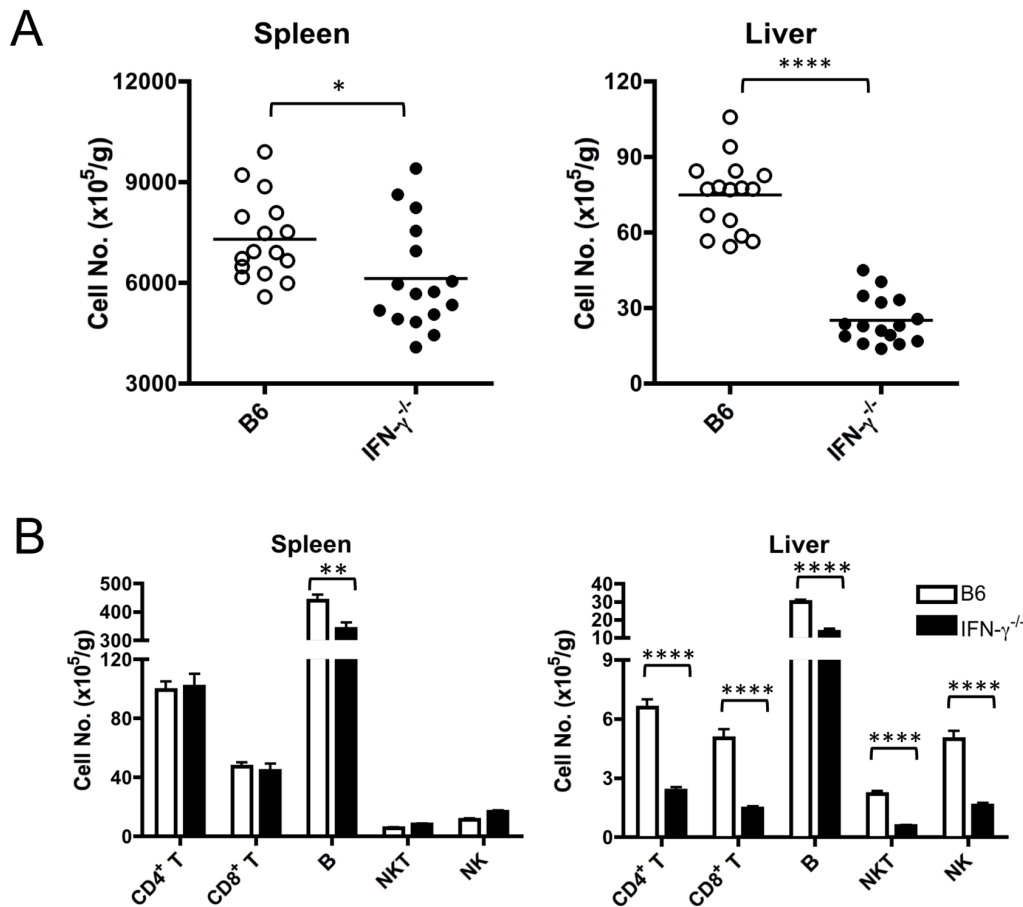 A
Spleen
Cell No. (x10⁵/g)
12000
9000
6000
3000
*
B6
IFN-γ⁻/⁻
Liver
Cell No. (x10⁵/g)
120
90
60
30
0
****
B6
IFN-γ⁻/⁻
B
Spleen
Cell No. (x10⁵/g)
500
400
300
120
80
40
0
**
CD4⁺ T
CD8⁺ T
B
NKT
NK
Liver
Cell No. (x10⁵/g)
40
30
20
10
9
6
3
0
****
****
****
****
****
CD4⁺ T
CD8⁺ T
B
NKT
NK
B6
IFN-γ⁻/⁻